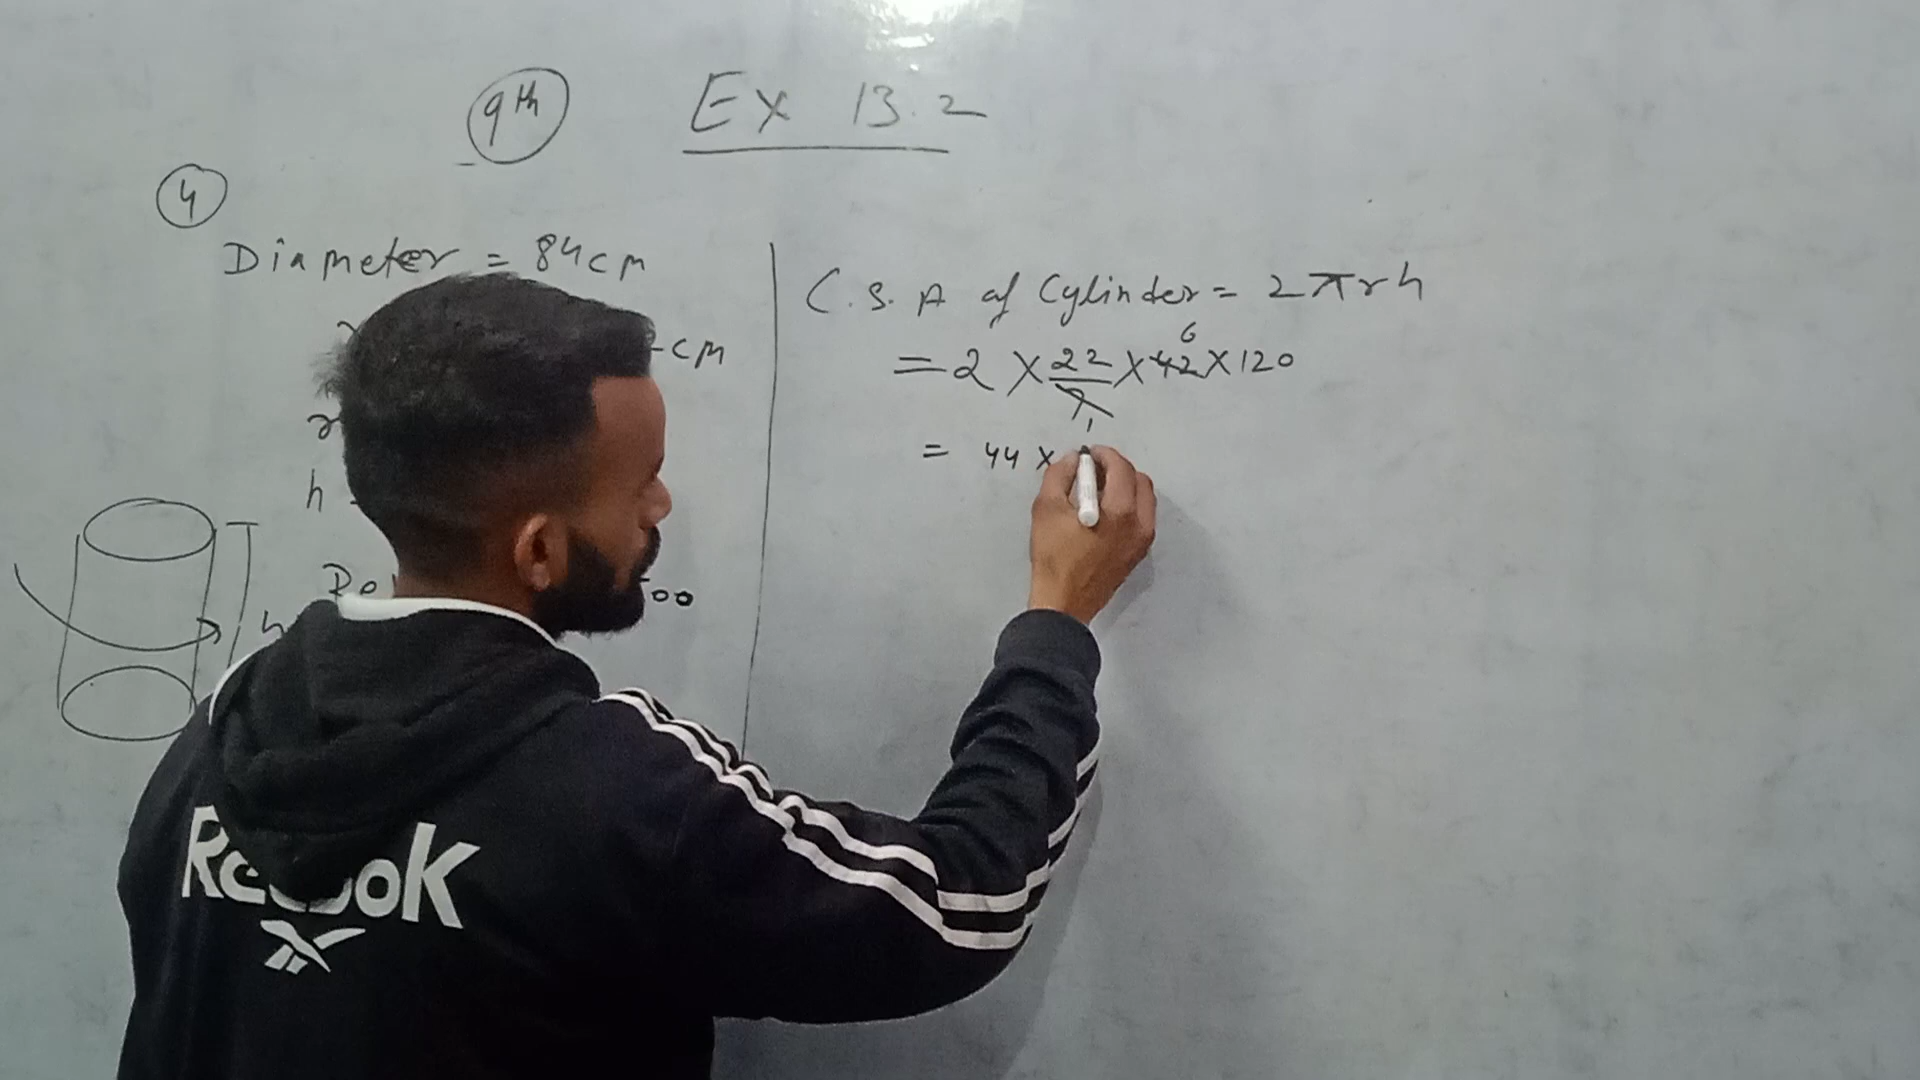 9th Ex 13.2
4
Diameter = 84cm
cm
r
h
h
C.S.A of Cylinder = 2πrh
6
= 2 × 22/7 × 42 × 120
1
= 44 ×
Reebok